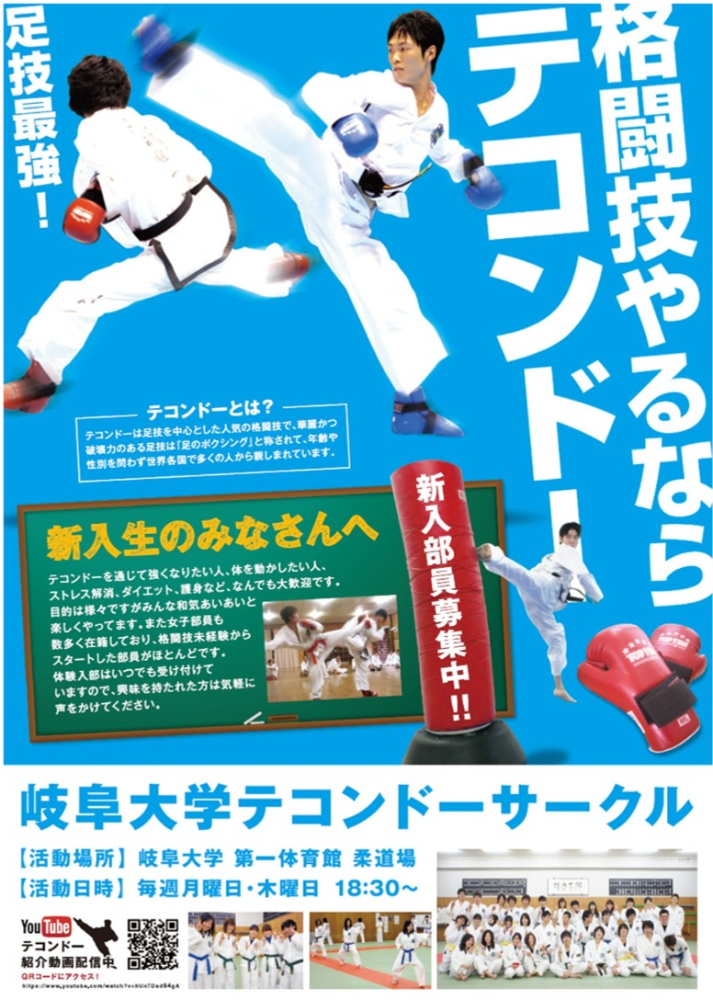 格闘技やるなら
テコンドー!
足技最強!
テコンドーとは?
テコンドーは足技を中心とした人気の格闘技で、華麗かつ
破壊力のある足技は『足のボクシング』と称されて、年齢や
性別を問わず世界各国で多くの人から親しまれています。
新入生のみなさんへ
テコンドーを通じて強くなりたい人、体を動かしたい人、
ストレス解消、ダイエット、護身など、なんでも大歓迎です。
目的は様々ですがみんな和気あいあいと
楽しくやってます。また女子部員も
数多く在籍しており、格闘技未経験から
スタートした部員がほとんどです。
体験入部はいつでも受け付けて
いますので、興味を持たれた方は気軽に
声をかけてください。
新入部員募集中!!
TOP TEN
岐阜大学テコンドーサークル
【活動場所】 岐阜大学 第一体育館 柔道場
【活動日時】 毎週月曜日・木曜日 18:30〜
YouTube
テコンドー
紹介動画配信中
QRコードにアクセス!